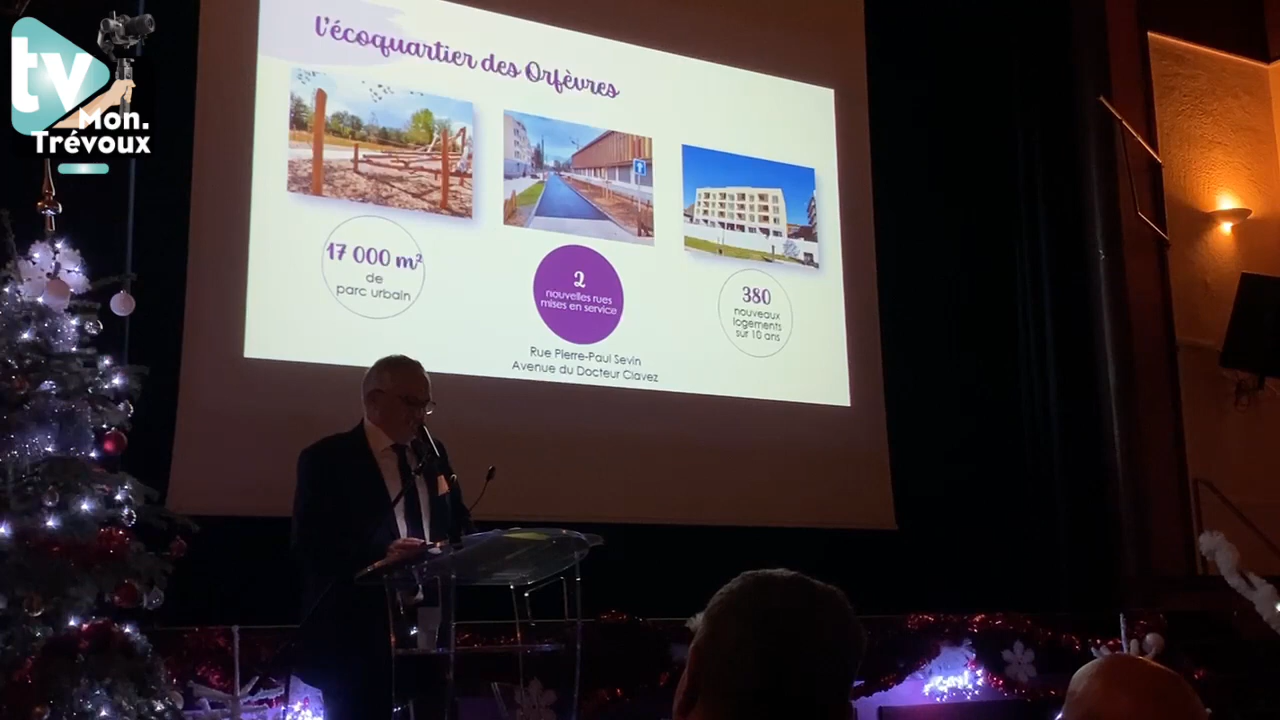 tv
Mon.
Trévoux
l'écoquartier des Orfèvres
17 000 m²
de
parc urbain
2
nouvelles rues
mises en service
Rue Pierre-Paul Sevin
Avenue du Docteur Clavez
380
nouveaux
logements
sur 10 ans